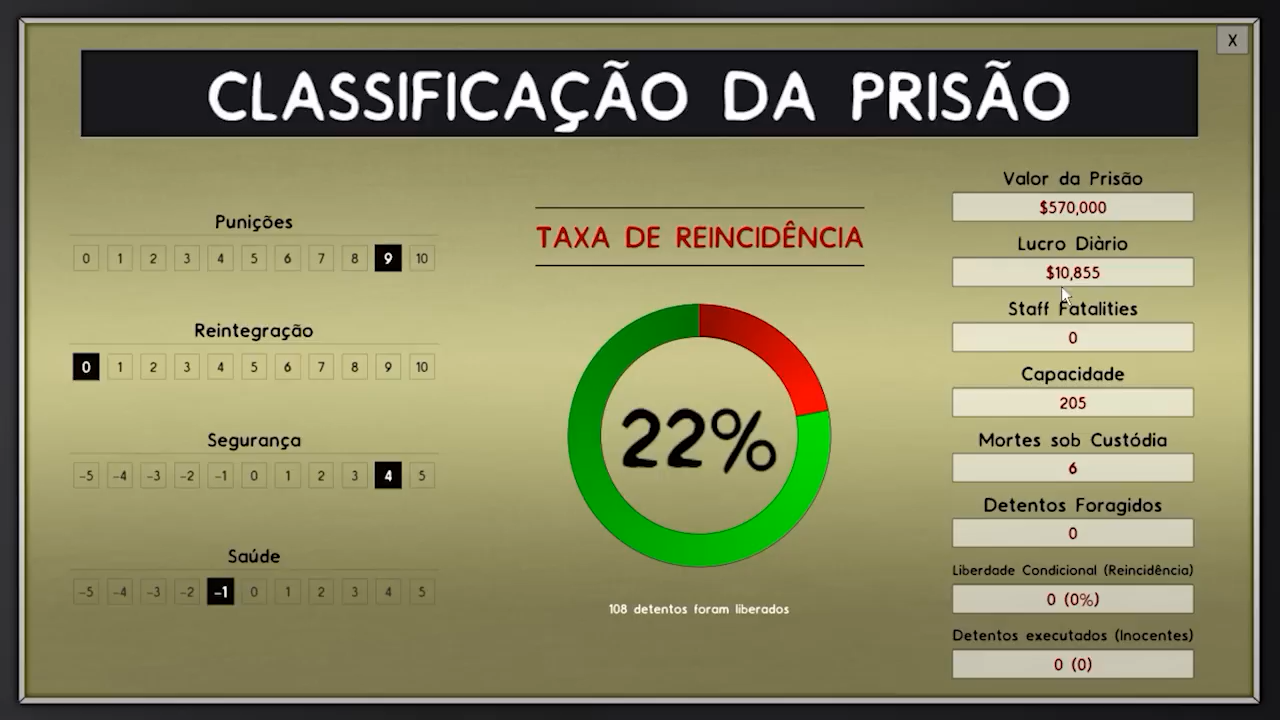 X
CLASSIFICAÇÃO DA PRISÃO
Punições
0 1 2 3 4 5 6 7 8 9 10
Reintegração
0 1 2 3 4 5 6 7 8 9 10
Segurança
-5 -4 -3 -2 -1 0 1 2 3 4 5
Saúde
-5 -4 -3 -2 -1 0 1 2 3 4 5
TAXA DE REINCIDÊNCIA
22%
108 detentos foram liberados
Valor da Prisão
$570,000
Lucro Diàrio
$10,855
Staff Fatalities
0
Capacidade
205
Mortes sob Custódia
6
Detentos Foragidos
0
Liberdade Condicional (Reincidência)
0 (0%)
Detentos executados (Inocentes)
0 (0)